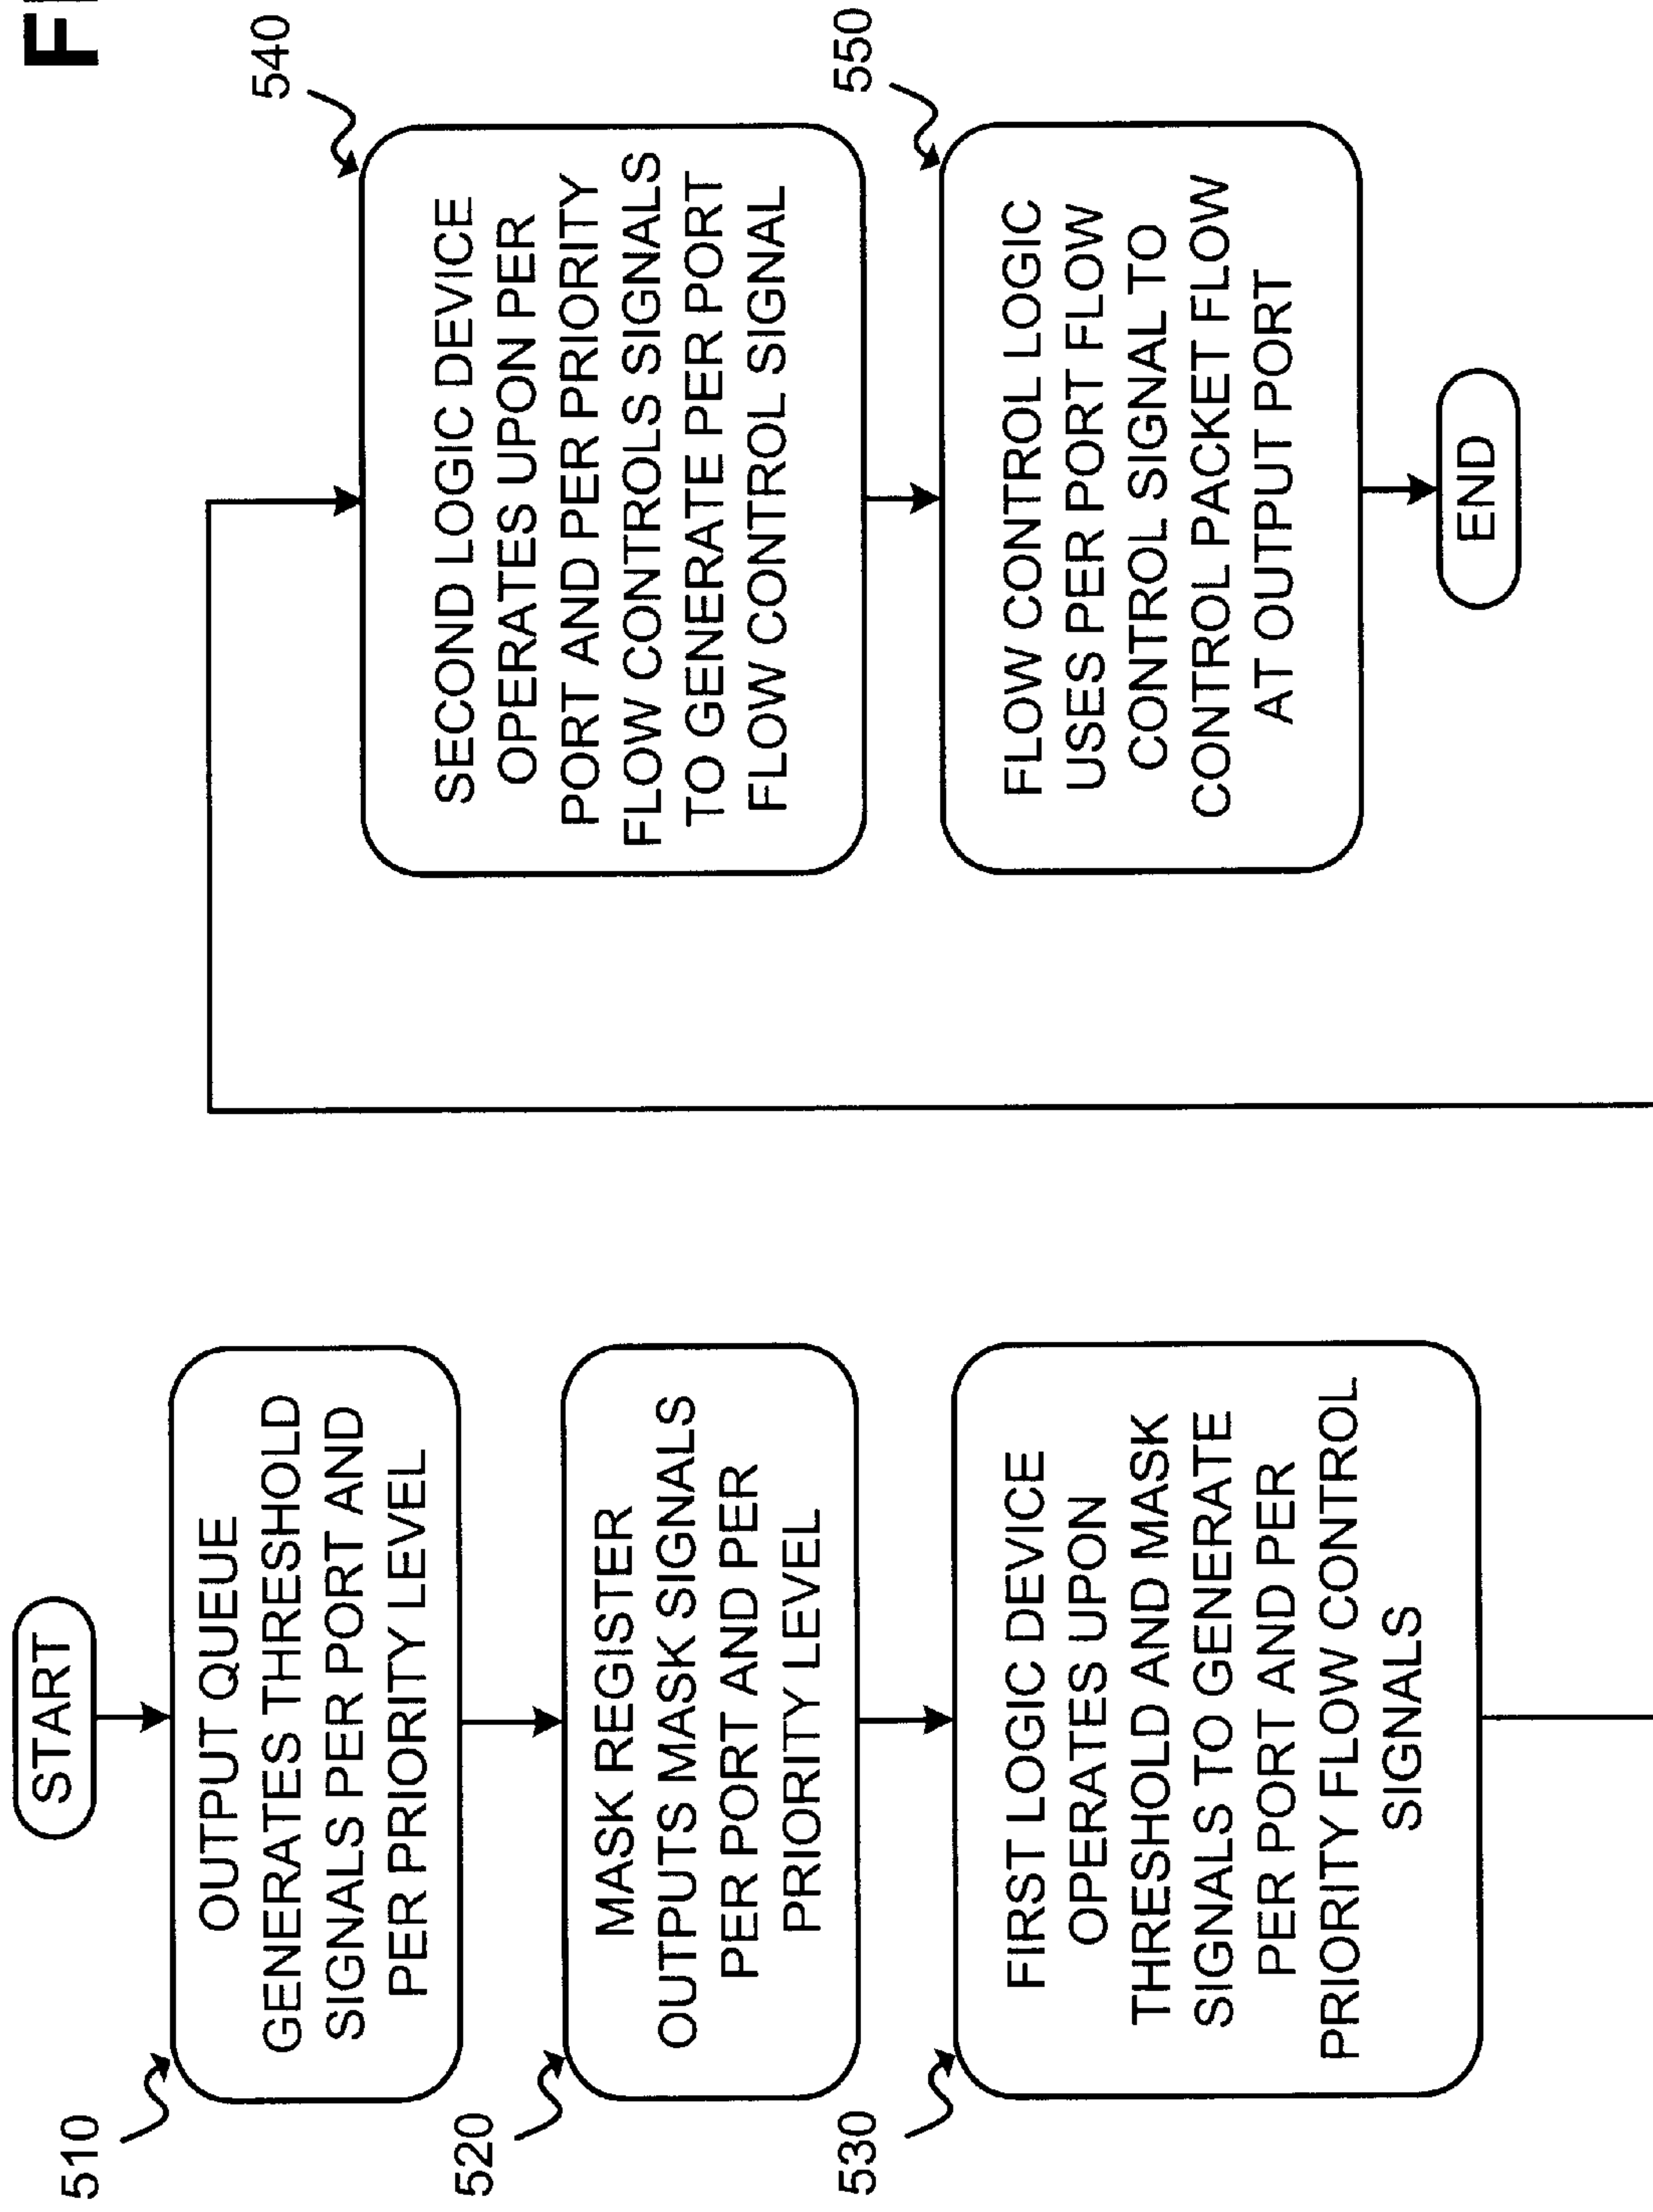 START
510
OUTPUT QUEUE
GENERATES THRESHOLD
SIGNALS PER PORT AND
PER PRIORITY LEVEL
520
MASK REGISTER
OUTPUTS MASK SIGNALS
PER PORT AND PER
PRIORITY LEVEL
530
FIRST LOGIC DEVICE
OPERATES UPON
THRESHOLD AND MASK
SIGNALS TO GENERATE
PER PORT AND PER
PRIORITY FLOW CONTROL
SIGNALS
540
SECOND LOGIC DEVICE
OPERATES UPON PER
PORT AND PER PRIORITY
FLOW CONTROLS SIGNALS
TO GENERATE PER PORT
FLOW CONTROL SIGNAL
550
FLOW CONTROL LOGIC
USES PER PORT FLOW
CONTROL SIGNAL TO
CONTROL PACKET FLOW
AT OUTPUT PORT
END